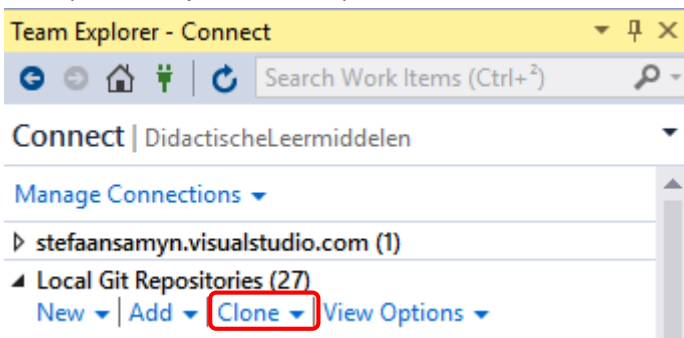 Team Explorer - Connect
Search Work Items (Ctrl+²)
Connect | DidactischeLeermiddelen
Manage Connections
stefaansamyn.visualstudio.com (1)
Local Git Repositories (27)
New | Add | Clone | View Options